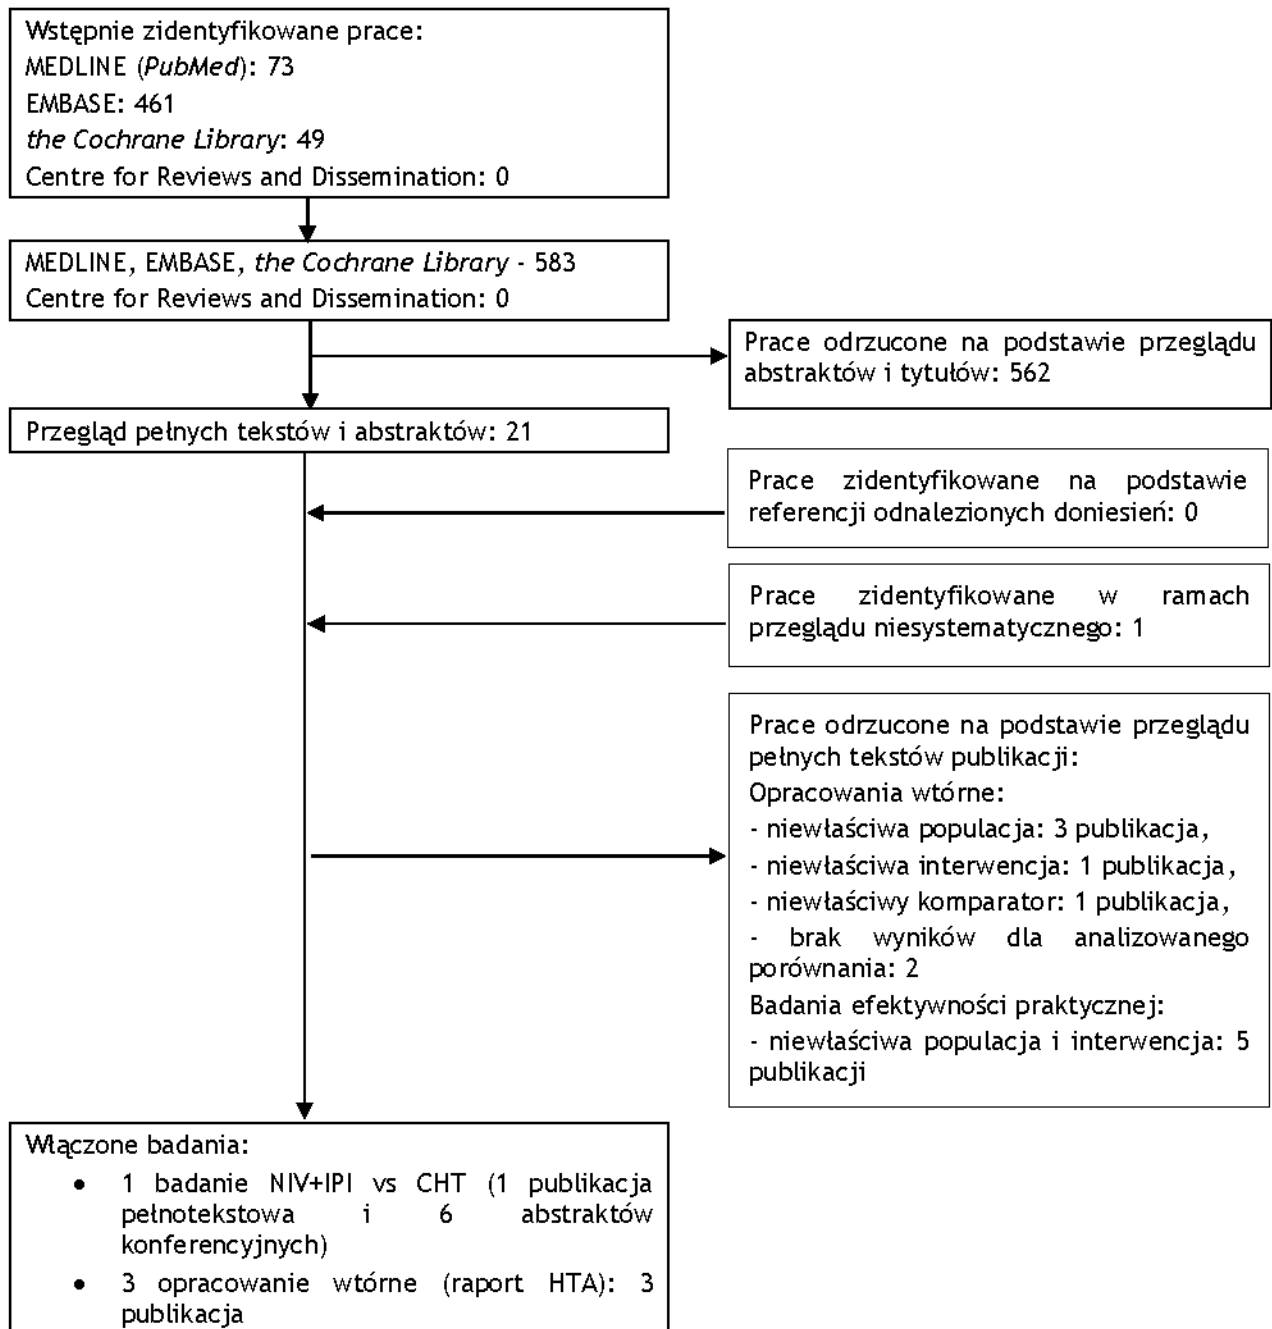 Wstępnie zidentyfikowane prace:
MEDLINE (PubMed): 73
EMBASE: 461
the Cochrane Library: 49
Centre for Reviews and Dissemination: 0
MEDLINE, EMBASE, the Cochrane Library - 583
Centre for Reviews and Dissemination: 0
Prace odrzucone na podstawie przeglądu
abstraktów i tytułów: 562
Przegląd pełnych tekstów i abstraktów: 21
Prace zidentyfikowane na podstawie
referencji odnalezionych doniesień: 0
Prace zidentyfikowane w ramach
przeglądu niesystematycznego: 1
Prace odrzucone na podstawie przeglądu
pełnych tekstów publikacji:
Opracowania wtórne:
- niewłaściwa populacja: 3 publikacja,
- niewłaściwa interwencja: 1 publikacja,
- niewłaściwy komparator: 1 publikacja,
- brak wyników dla analizowanego
porównania: 2
Badania efektywności praktycznej:
- niewłaściwa populacja i interwencja: 5
publikacji
Włączone badania:
• 1 badanie NIV+IPI vs CHT (1 publikacja
pełnotekstowa i 6 abstraktów
konferencyjnych)
• 3 opracowanie wtórne (raport HTA): 3
publikacja